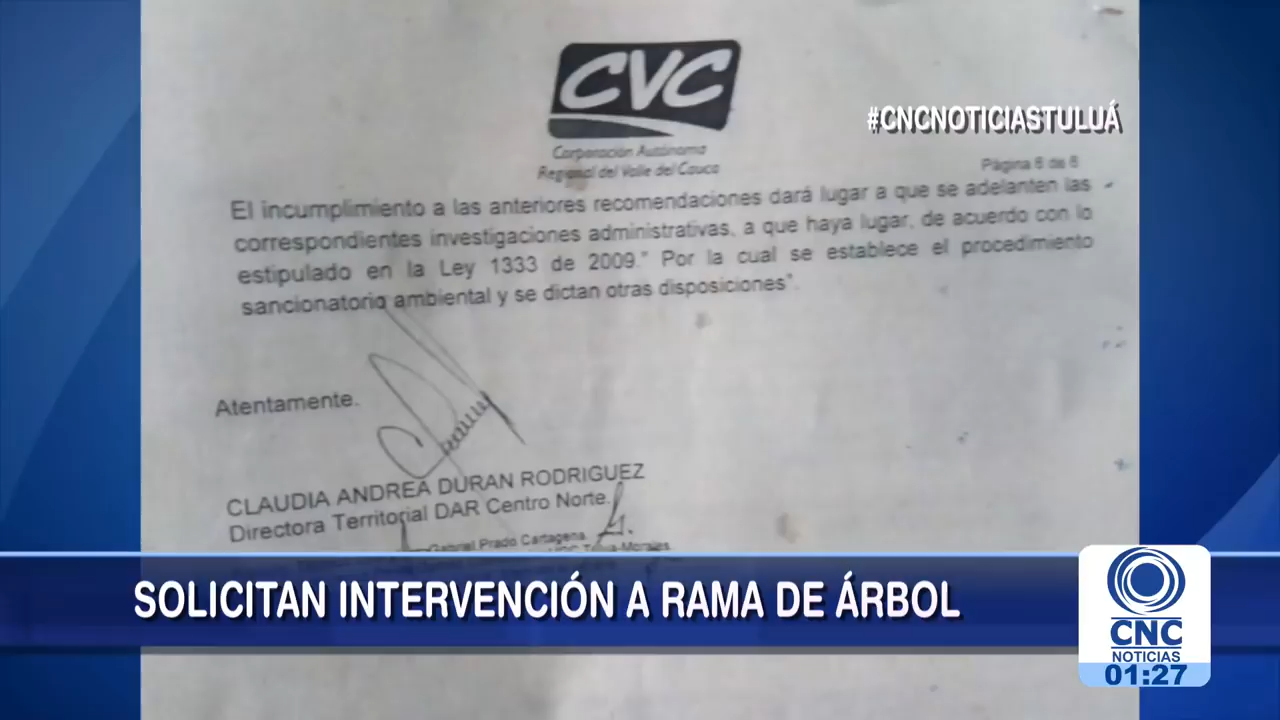 CVC
Corporación Autónoma
Regional del Valle del Cauca
#CNCNOTICIASTULUÁ
Página 6 de 6
El incumplimiento a las anteriores recomendaciones dará lugar a que se adelanten las
correspondientes investigaciones administrativas, a que haya lugar, de acuerdo con lo
estipulado en la Ley 1333 de 2009." Por la cual se establece el procedimiento
sancionatorio ambiental y se dictan otras disposiciones".
Atentamente.
CLAUDIA ANDREA DURAN RODRIGUEZ
Directora Territorial DAR Centro Norte.
Gabriel Prado Cartagena.
Tulua-Morales.
SOLICITAN INTERVENCIÓN A RAMA DE ÁRBOL
CNC
NOTICIAS
01:27